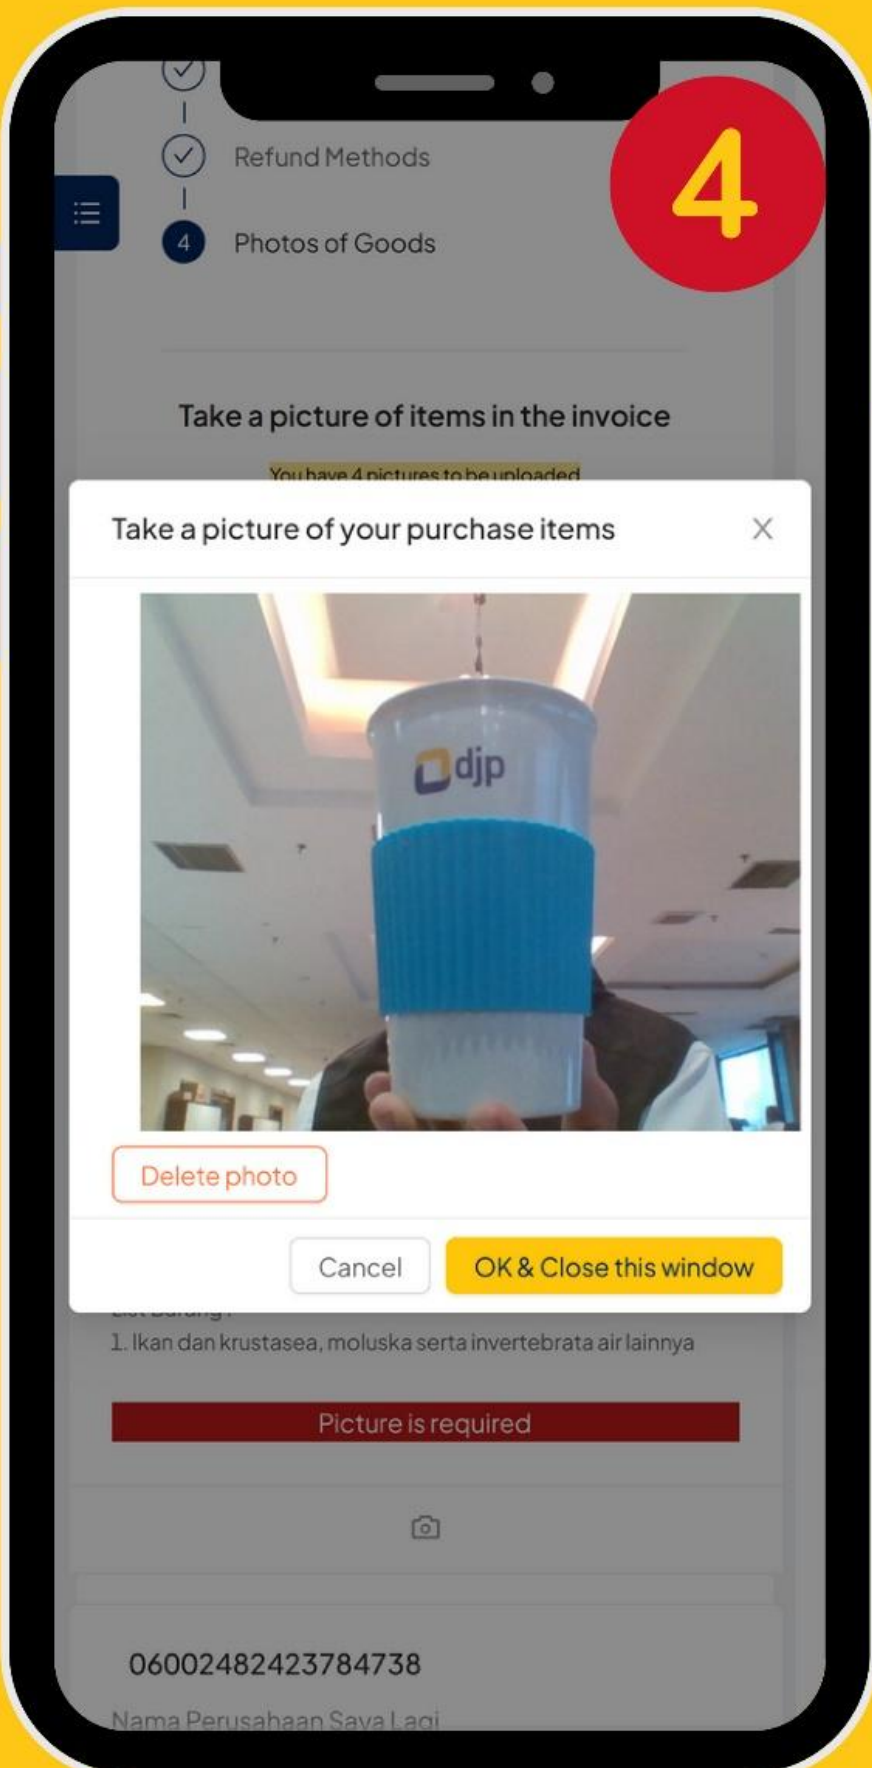 4
Refund Methods
4 Photos of Goods
Take a picture of items in the invoice
You have 4 pictures to be uploaded
Take a picture of your purchase items X
djp
Delete photo
Cancel OK & Close this window
List Barang :
1. Ikan dan krustasea, moluska serta invertebrata air lainnya
Picture is required
06002482423784738
Nama Perusahaan Saya Lagi